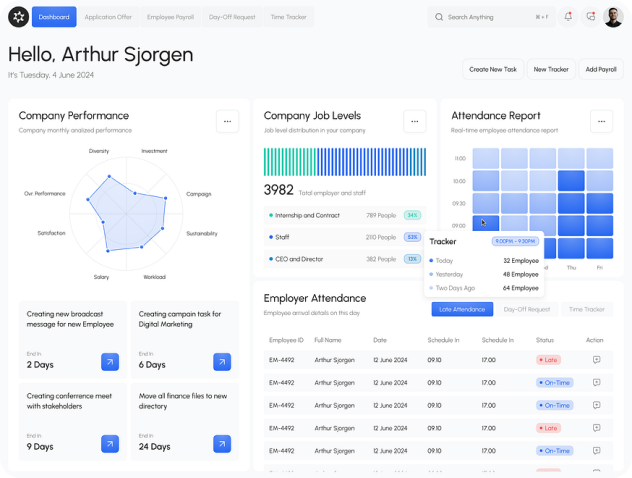 Dashboard
Application Offer
Employee Payroll
Day-Off Request
Time Tracker
Search Anything
⌘ + F
Hello, Arthur Sjorgen
It's Tuesday, 4 June 2024
Create New Task
New Tracker
Add Payroll
Company Performance
Company monthly analized performance
Diversity
Investment
Our Performance
Campaign
Satisfaction
Sustainability
Salary
Workload
Creating new broadcast
message for new Employee
End In
2 Days
Creating campain task for
Digital Marketing
End In
6 Days
Creating conferrence meet
with stakeholders
End In
9 Days
Move all finance files to new
directory
End In
24 Days
Company Job Levels
Job level distribution in your company
3982 Total employer and staff
Internship and Contract 789 People 34%
Staff 2110 People 53%
CEO and Director 382 People 13%
Attendance Report
Real-time employee attendance report
11:00
10:00
09:30
09:00
Thu
Fri
Tracker
9:00PM - 9:30PM
Today 32 Employee
Yesterday 48 Employee
Two Days Ago 64 Employee
Employer Attendance
Employee arrival details on this day
Late Attendance
Day-Off Request
Time Tracker
Employee ID Full Name Date Schedule In Schedule In Status Action
EM-4492 Arthur Sjorgen 12 June 2024 09.10 17.00 Late
EM-4492 Arthur Sjorgen 12 June 2024 09.10 17.00 On-Time
EM-4492 Arthur Sjorgen 12 June 2024 09.10 17.00 On-Time
EM-4492 Arthur Sjorgen 12 June 2024 09.10 17.00 Late
EM-4492 Arthur Sjorgen 12 June 2024 09.10 17.00 On-Time